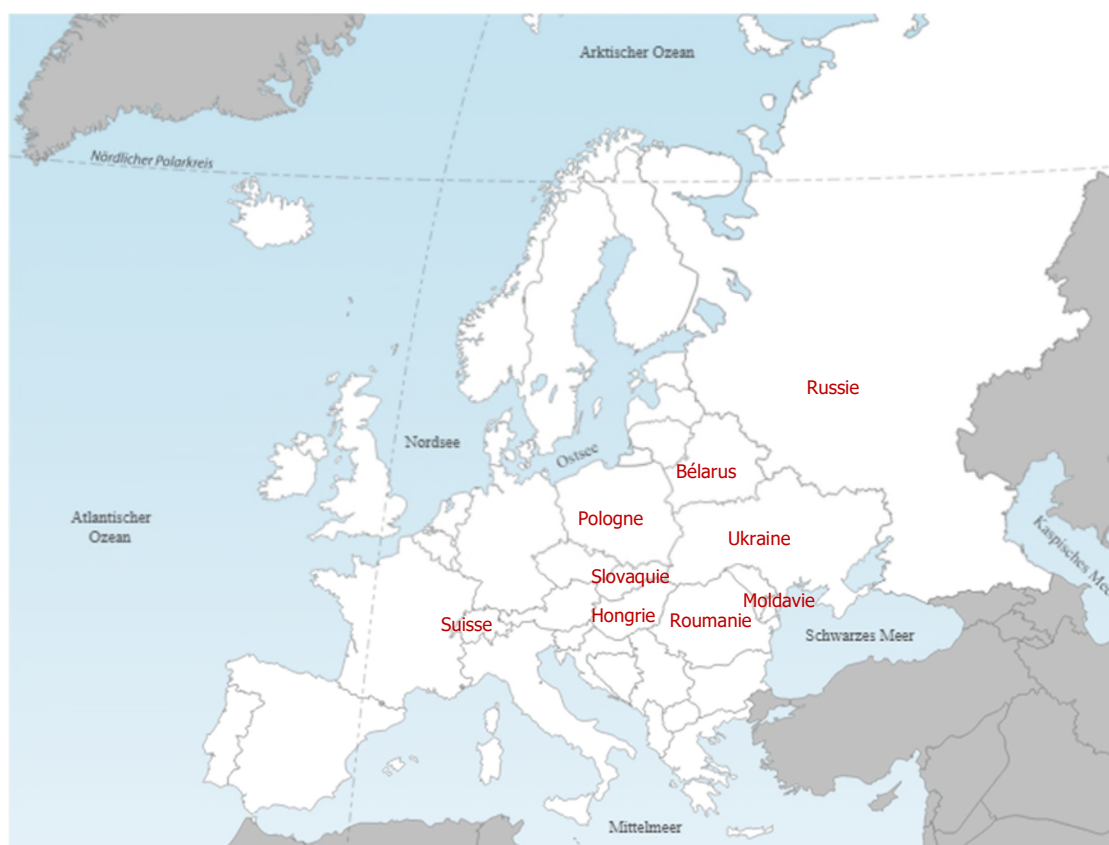 Arktischer Ozean
Nördlicher Polarkreis
Russie
Nordsee
Ostsee
Bélarus
Atlantischer
Ozean
Pologne
Ukraine
Kaspisches Meer
Slovaquie
Moldavie
Suisse
Hongrie
Roumanie
Schwarzes Meer
Mittelmeer